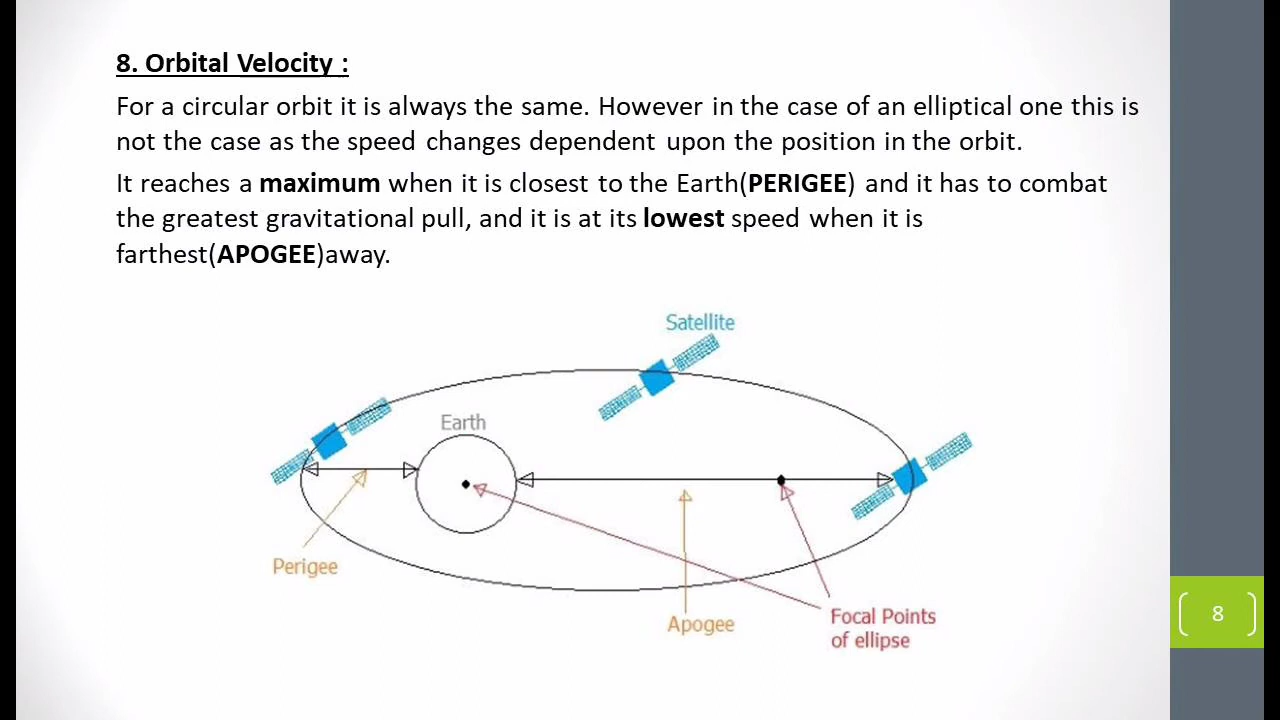 8. Orbital Velocity :
For a circular orbit it is always the same. However in the case of an elliptical one this is
not the case as the speed changes dependent upon the position in the orbit.
It reaches a maximum when it is closest to the Earth(PERIGEE) and it has to combat
the greatest gravitational pull, and it is at its lowest speed when it is
farthest(APOGEE)away.
Satellite
Earth
Perigee
Apogee
Focal Points
of ellipse
8